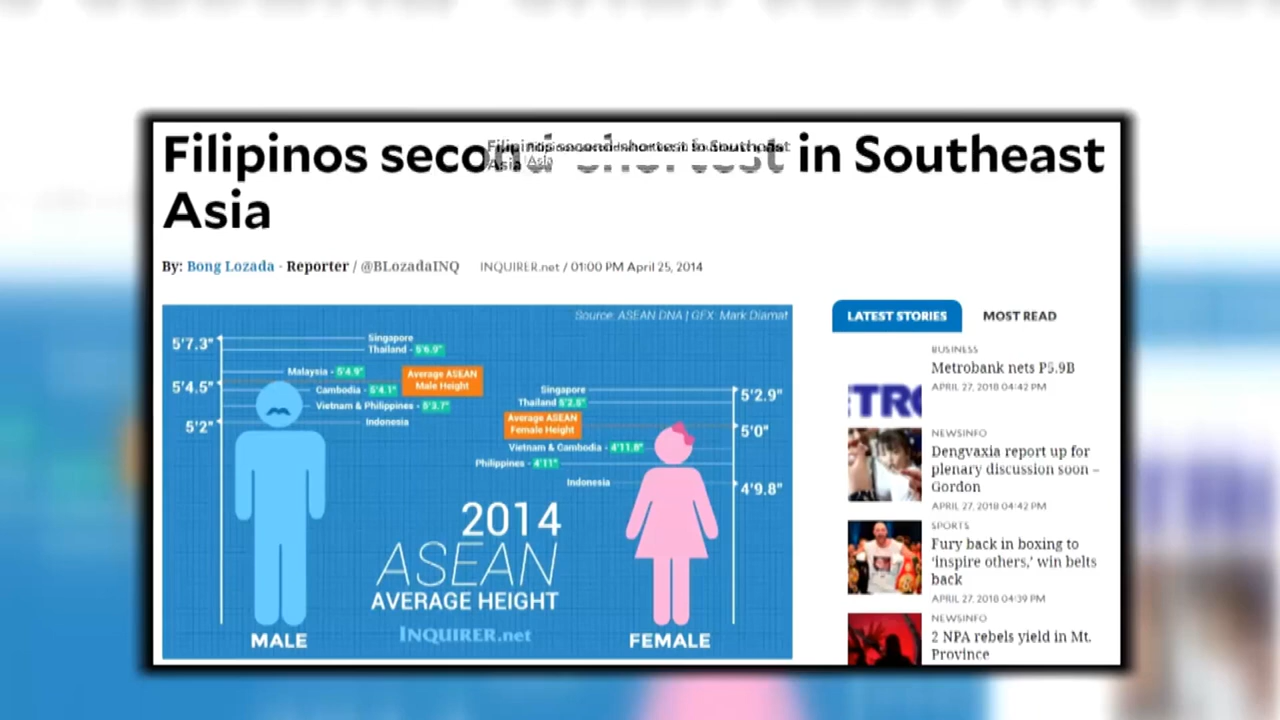 Filipinos second shortest in Southeast
Asia
By: Bong Lozada - Reporter / @BLozadaINQ INQUIRER.net / 01:00 PM April 25, 2014
Source: ASEAN DNA | GFX: Mark Diamat
5'7.3"
Singapore
Thailand - 5'6.9"
Malaysia - 5'4.9"
Average ASEAN
Male Height
5'4.5"
Cambodia - 5'4.1"
Vietnam & Philippines - 5'3.7"
5'2"
Indonesia
Singapore
5'2.9"
Thailand 5'2.5"
Average ASEAN
Female Height
5'0"
Vietnam & Cambodia - 4'11.8"
Philippines - 4'11"
Indonesia
4'9.8"
2014
ASEAN
AVERAGE HEIGHT
INQUIRER.net
MALE
FEMALE
LATEST STORIES
MOST READ
BUSINESS
Metrobank nets P5.9B
APRIL 27, 2018 04:42 PM
NEWSINFO
Dengvaxia report up for
plenary discussion soon –
Gordon
APRIL 27, 2018 04:42 PM
SPORTS
Fury back in boxing to
‘inspire others,’ win belts
back
APRIL 27, 2018 04:39 PM
NEWSINFO
2 NPA rebels yield in Mt.
Province